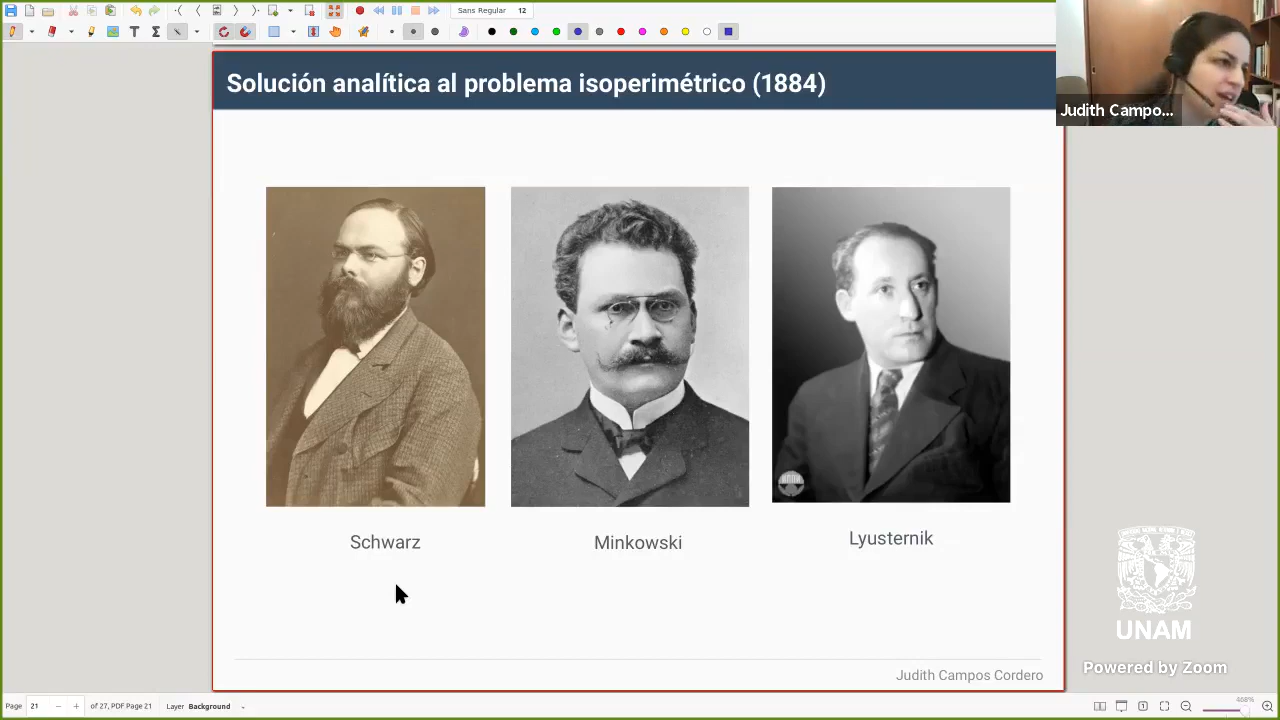 Sans Regular 12
Solución analítica al problema isoperimétrico (1884)
Judith Campo...
Schwarz
Minkowski
Lyusternik
UNAM
Judith Campos Cordero
Powered by Zoom
Page 21 of 27, PDF Page 21 Layer Background
468%